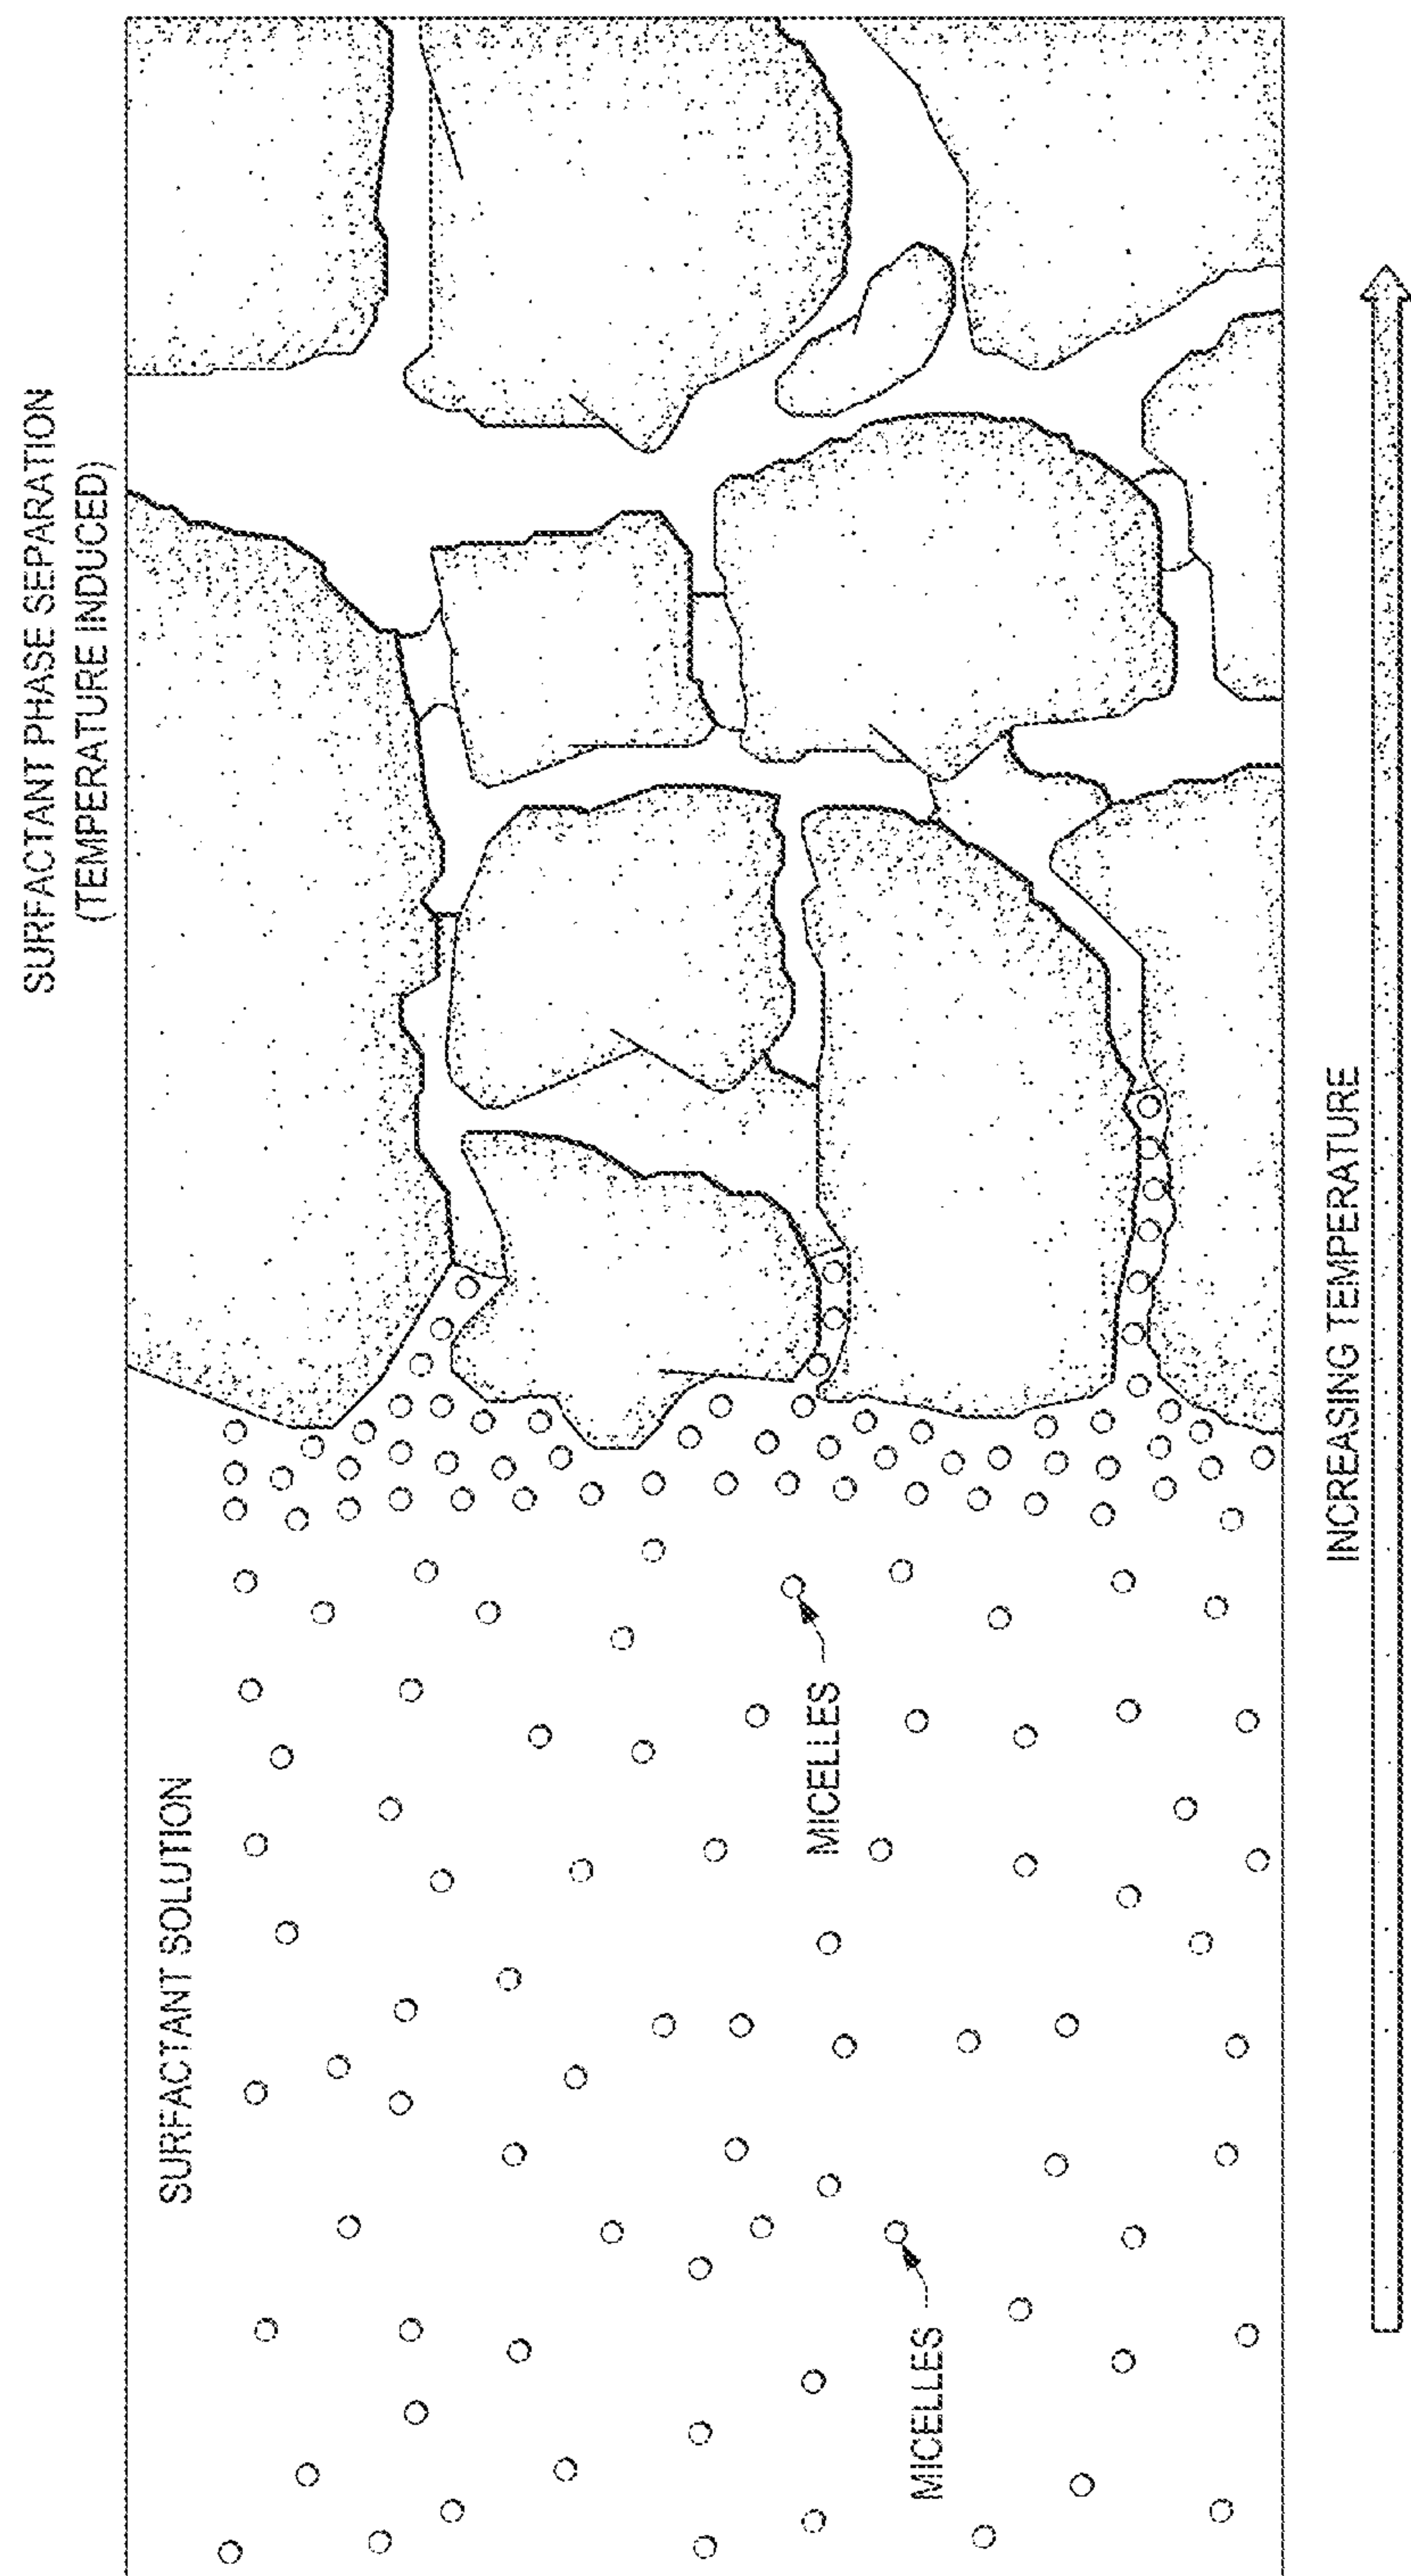 SURFACTANT PHASE SEPARATION
(TEMPERATURE INDUCED)
SURFACTANT SOLUTION
MICELLES
MICELLES
INCREASING TEMPERATURE